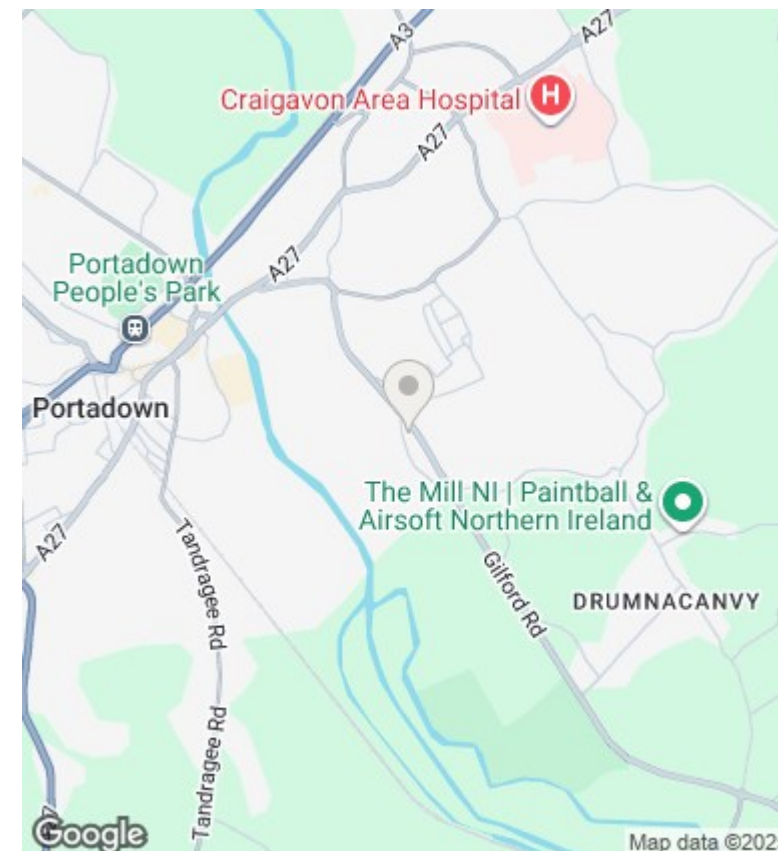 A3
A27
Craigavon Area Hospital
H
A27
A27
Portadown
People's Park
Portadown
The Mill NI | Paintball &
Airsoft Northern Ireland
A27
Tandragee Rd
Gilford Rd
DRUMNACANVY
Tandragee Rd
Google
Map data ©202